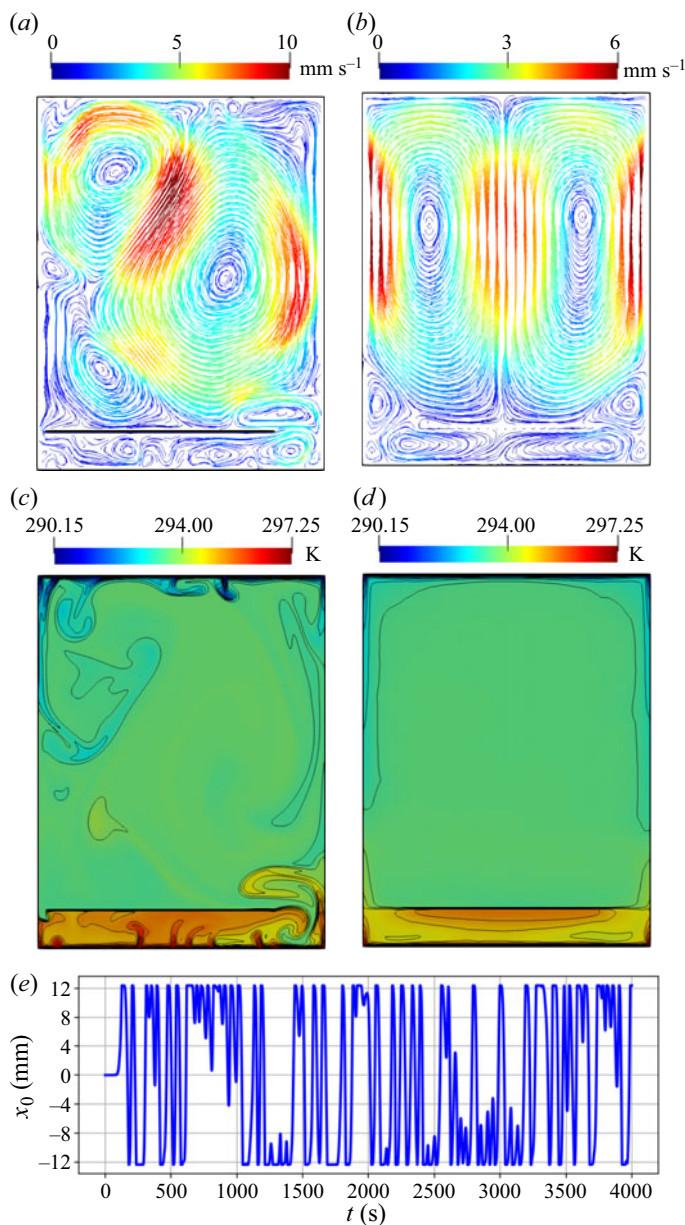 (a)
(b)
0 5 10
mm s⁻¹
0 3 6
mm s⁻¹
(c)
(d)
290.15 294.00 297.25
K
290.15 294.00 297.25
K
(e)
12
8
4
0
−4
−8
−12
x₀ (mm)
0 500 1000 1500 2000 2500 3000 3500 4000
t (s)